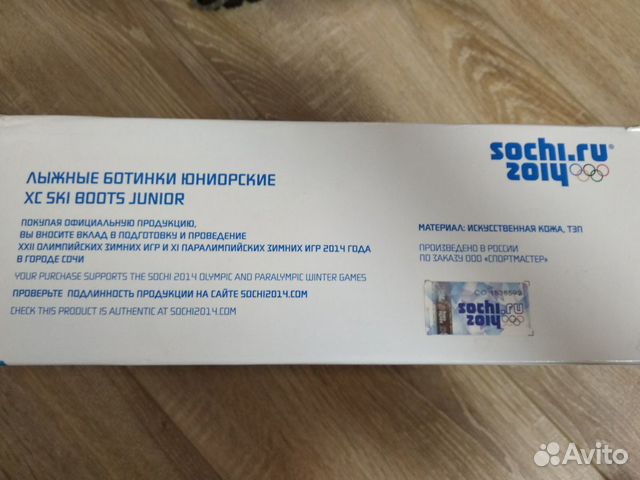 sochi.ru
2014
ЛЫЖНЫЕ БОТИНКИ ЮНИОРСКИЕ
XC SKI BOOTS JUNIOR
ПОКУПАЯ ОФИЦИАЛЬНУЮ ПРОДУКЦИЮ,
ВЫ ВНОСИТЕ ВКЛАД В ПОДГОТОВКУ И ПРОВЕДЕНИЕ
XXII ОЛИМПИЙСКИХ ЗИМНИХ ИГР И XI ПАРАЛИМПИЙСКИХ ЗИМНИХ ИГР 2014 ГОДА
В ГОРОДЕ СОЧИ
YOUR PURCHASE SUPPORTS THE SOCHI 2014 OLYMPIC AND PARALYMPIC WINTER GAMES
ПРОВЕРЬТЕ ПОДЛИННОСТЬ ПРОДУКЦИИ НА САЙТЕ SOCHI2014.COM
CHECK THIS PRODUCT IS AUTHENTIC AT SOCHI2014.COM
МАТЕРИАЛ: ИСКУССТВЕННАЯ КОЖА, ТЭП
ПРОИЗВЕДЕНО В РОССИИ
ПО ЗАКАЗУ ООО «СПОРТМАСТЕР»
sochi.ru
2014
Avito